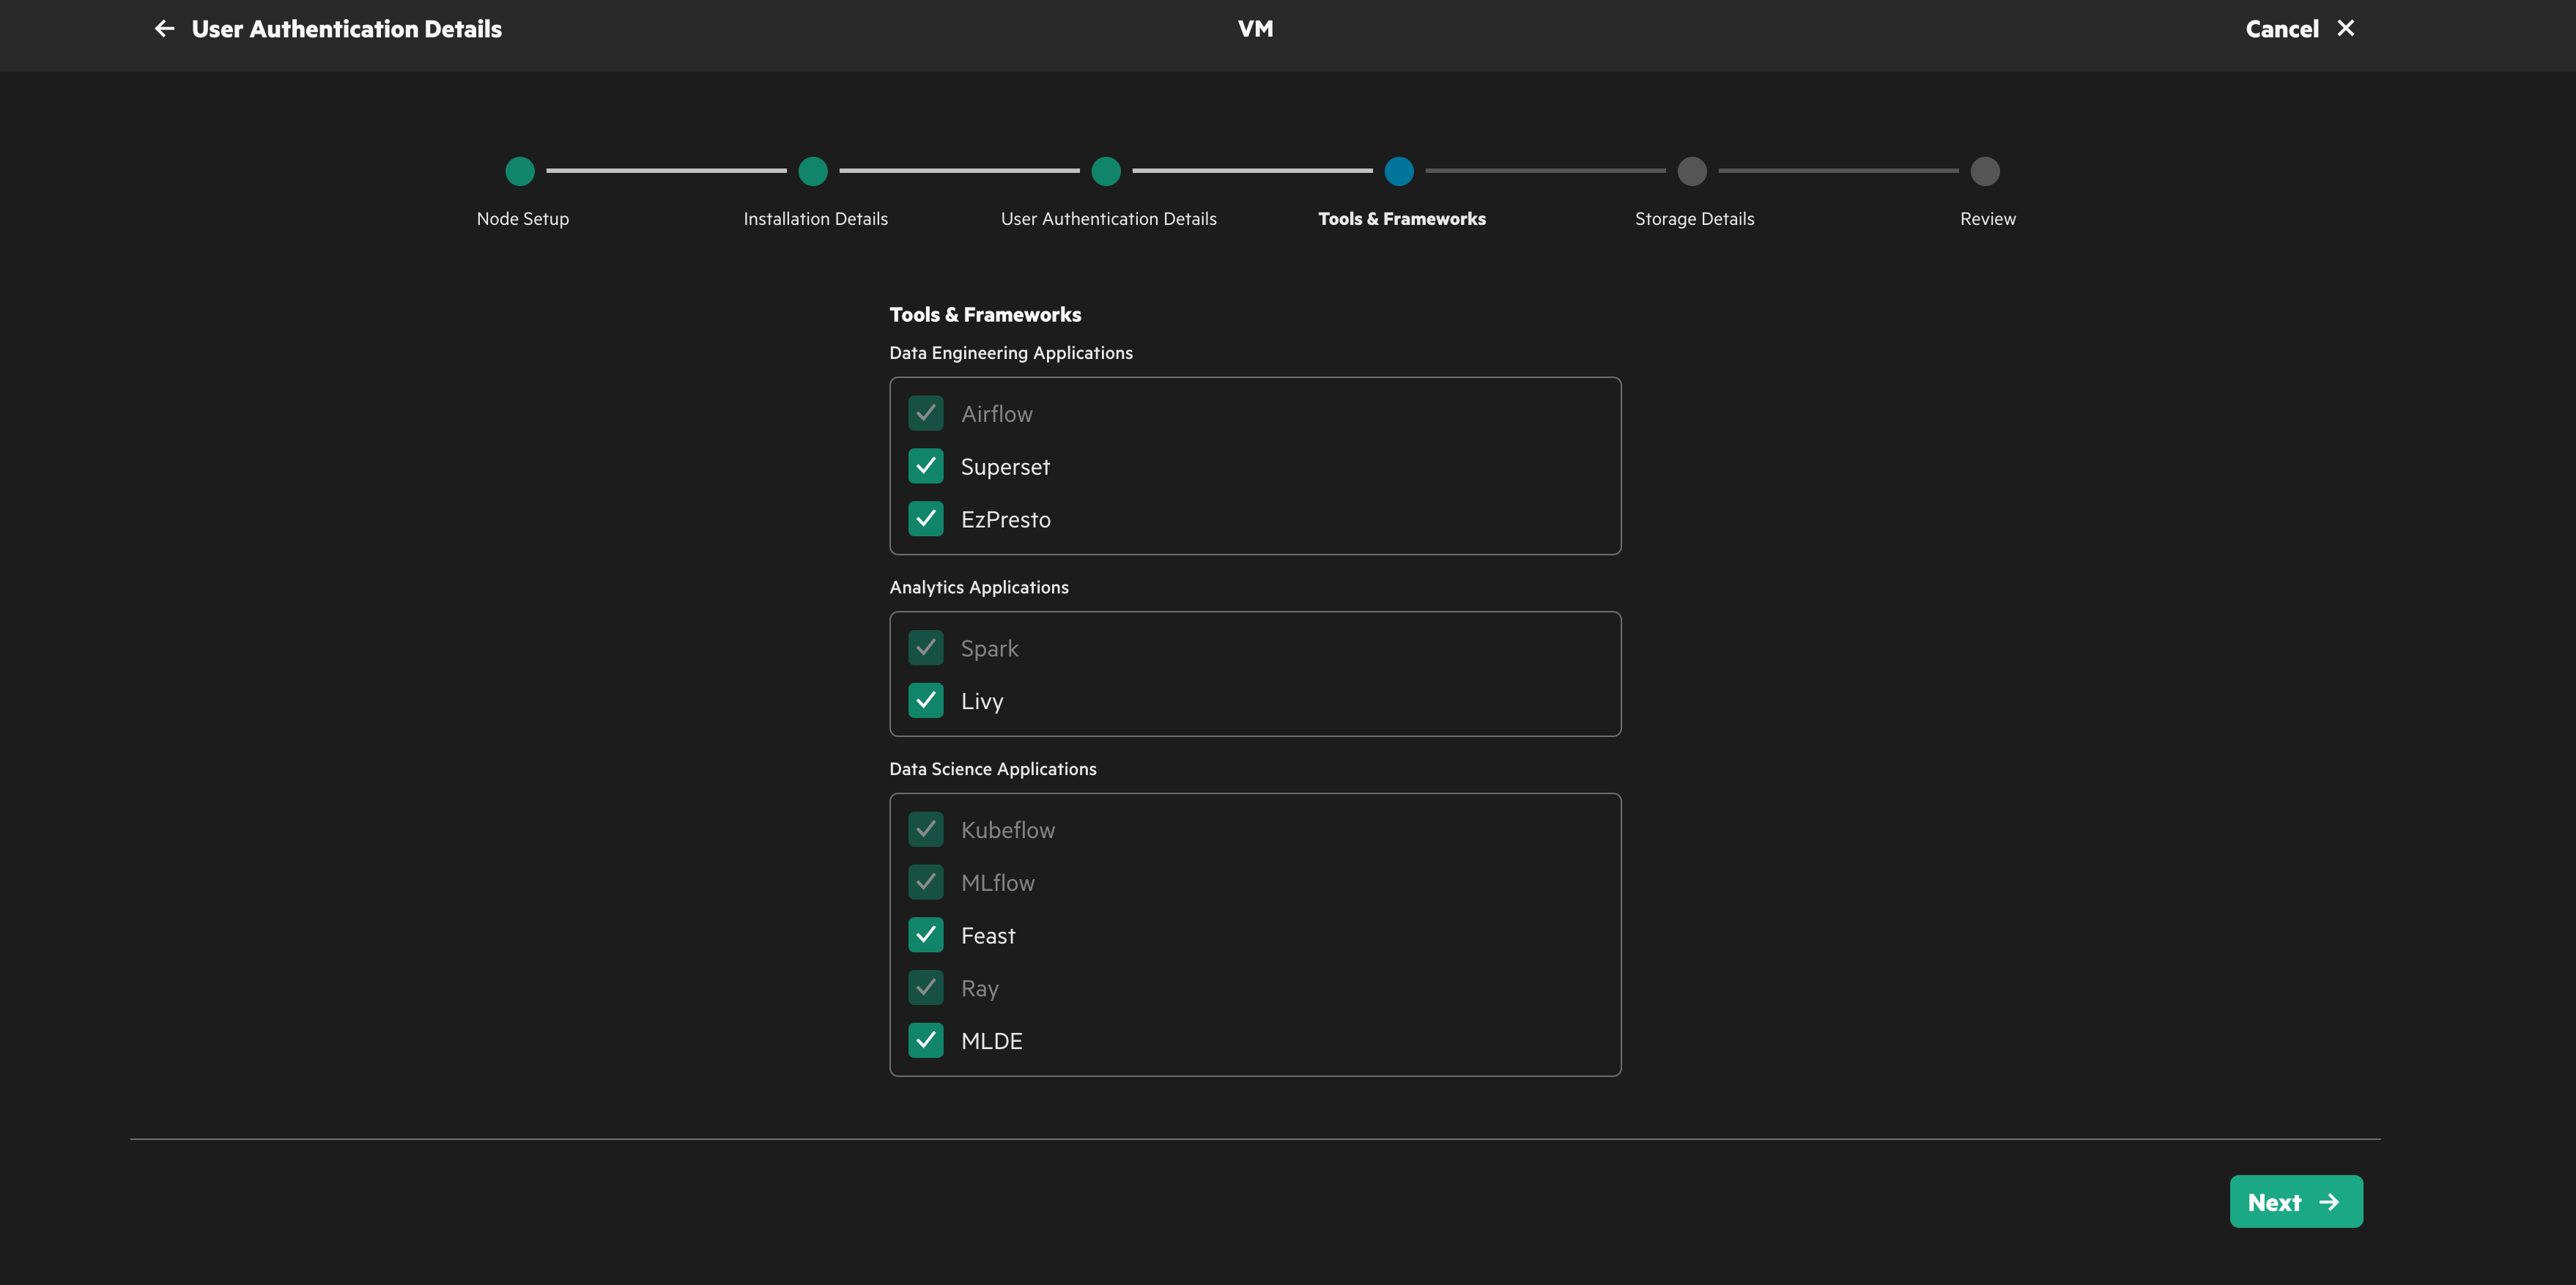 User Authentication Details
VM
Cancel
Node Setup
Installation Details
User Authentication Details
Tools & Frameworks
Storage Details
Review
Tools & Frameworks
Data Engineering Applications
Airflow
Superset
EzPresto
Analytics Applications
Spark
Livy
Data Science Applications
Kubeflow
MLflow
Feast
Ray
MLDE
Next